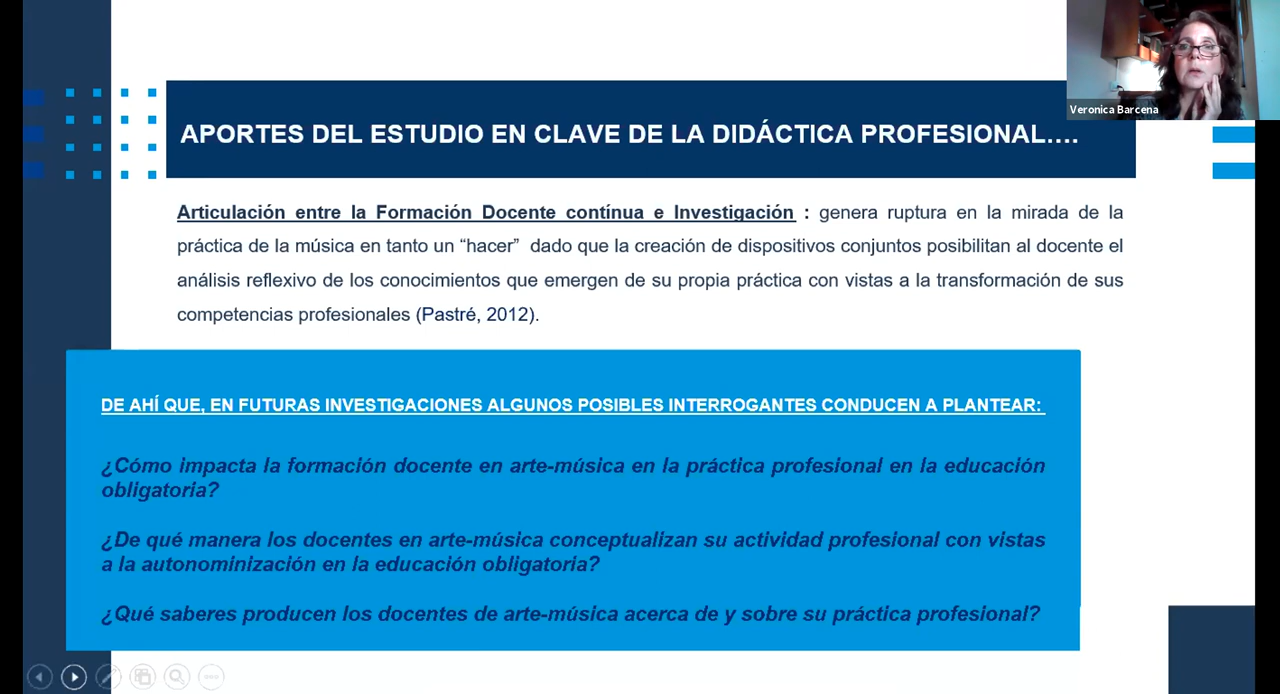 Veronica Barcena
APORTES DEL ESTUDIO EN CLAVE DE LA DIDÁCTICA PROFESIONAL....
Articulación entre la Formación Docente contínua e Investigación : genera ruptura en la mirada de la
práctica de la música en tanto un “hacer” dado que la creación de dispositivos conjuntos posibilitan al docente el
análisis reflexivo de los conocimientos que emergen de su propia práctica con vistas a la transformación de sus
competencias profesionales (Pastré, 2012).
DE AHÍ QUE, EN FUTURAS INVESTIGACIONES ALGUNOS POSIBLES INTERROGANTES CONDUCEN A PLANTEAR:
¿Cómo impacta la formación docente en arte-música en la práctica profesional en la educación
obligatoria?
¿De qué manera los docentes en arte-música conceptualizan su actividad profesional con vistas
a la autonominización en la educación obligatoria?
¿Qué saberes producen los docentes de arte-música acerca de y sobre su práctica profesional?